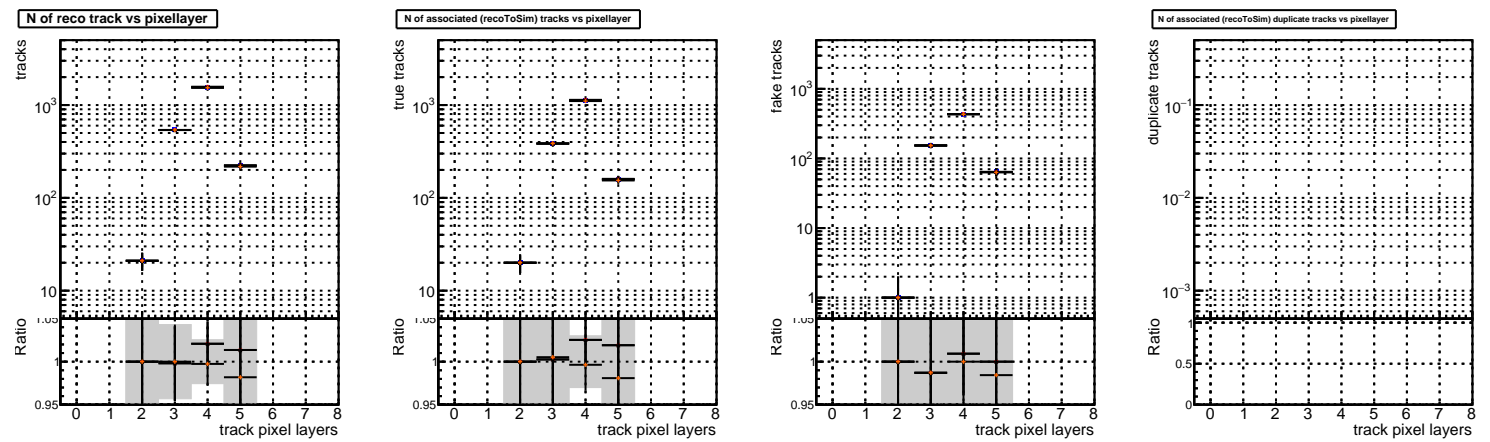 N of reco track vs pixellayer
tracks
10³
10²
10
1.05
Ratio
1
0.95
0 1 2 3 4 5 6 7 8
track pixel layers
N of associated (recoToSim) tracks vs pixellayer
true tracks
10³
10²
10
1.05
Ratio
1
0.95
0 1 2 3 4 5 6 7 8
track pixel layers
fake tracks
10³
10²
10
1
1.05
Ratio
1
0.95
0 1 2 3 4 5 6 7 8
track pixel layers
N of associated (recoToSim) duplicate tracks vs pixellayer
duplicate tracks
10⁻¹
10⁻²
10⁻³
Ratio
1
0.5
0
0 1 2 3 4 5 6 7 8
track pixel layers